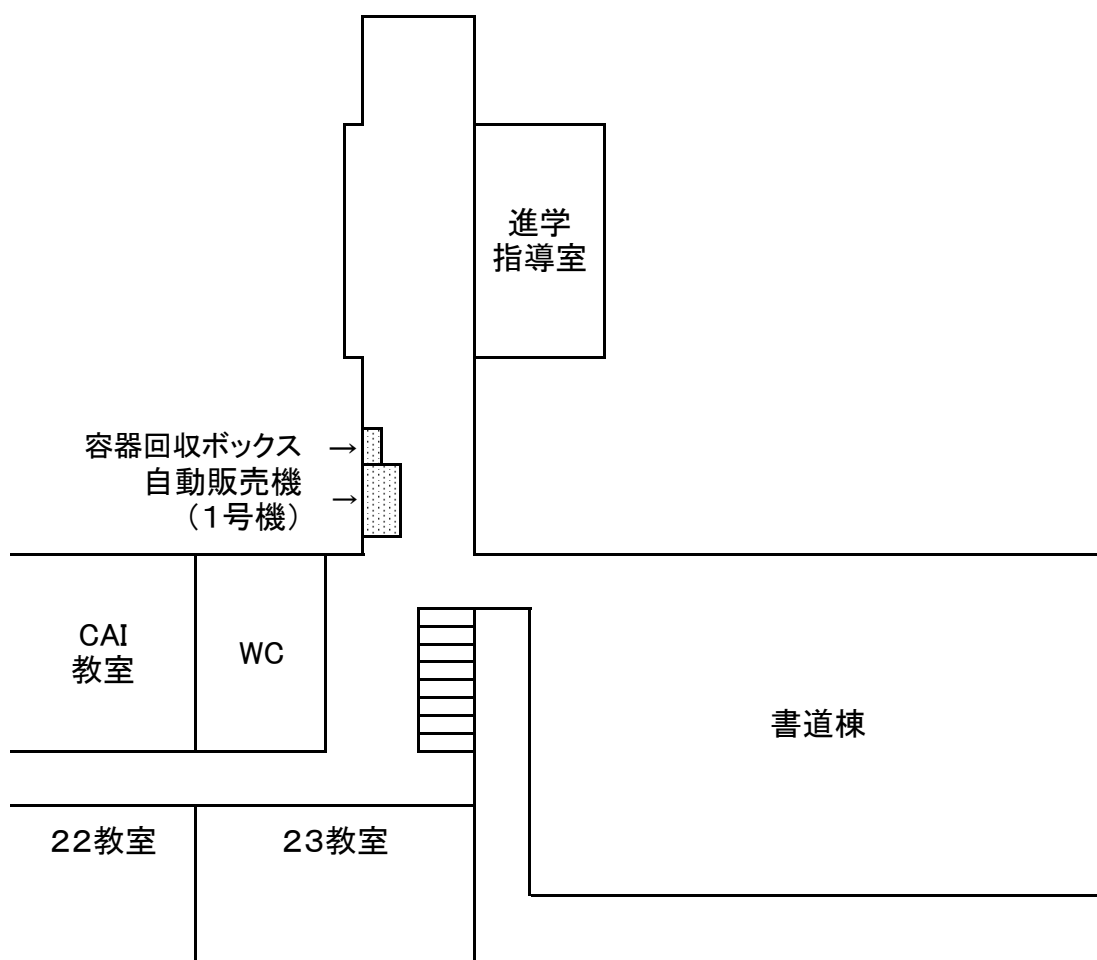 進学
指導室
容器回収ボックス →
自動販売機
(1号機) →
CAI
教室
WC
書道棟
22教室
23教室